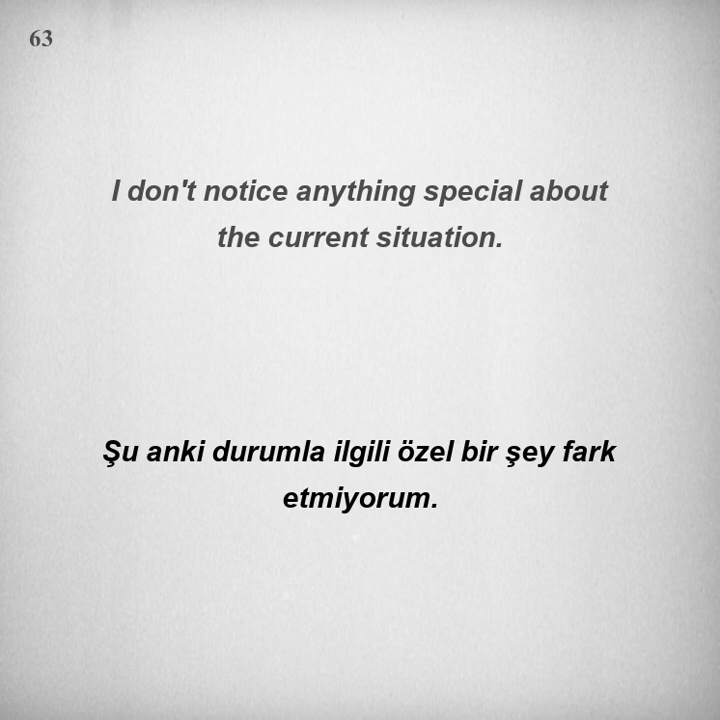 63
I don't notice anything special about
the current situation.
Şu anki durumla ilgili özel bir şey fark
etmiyorum.